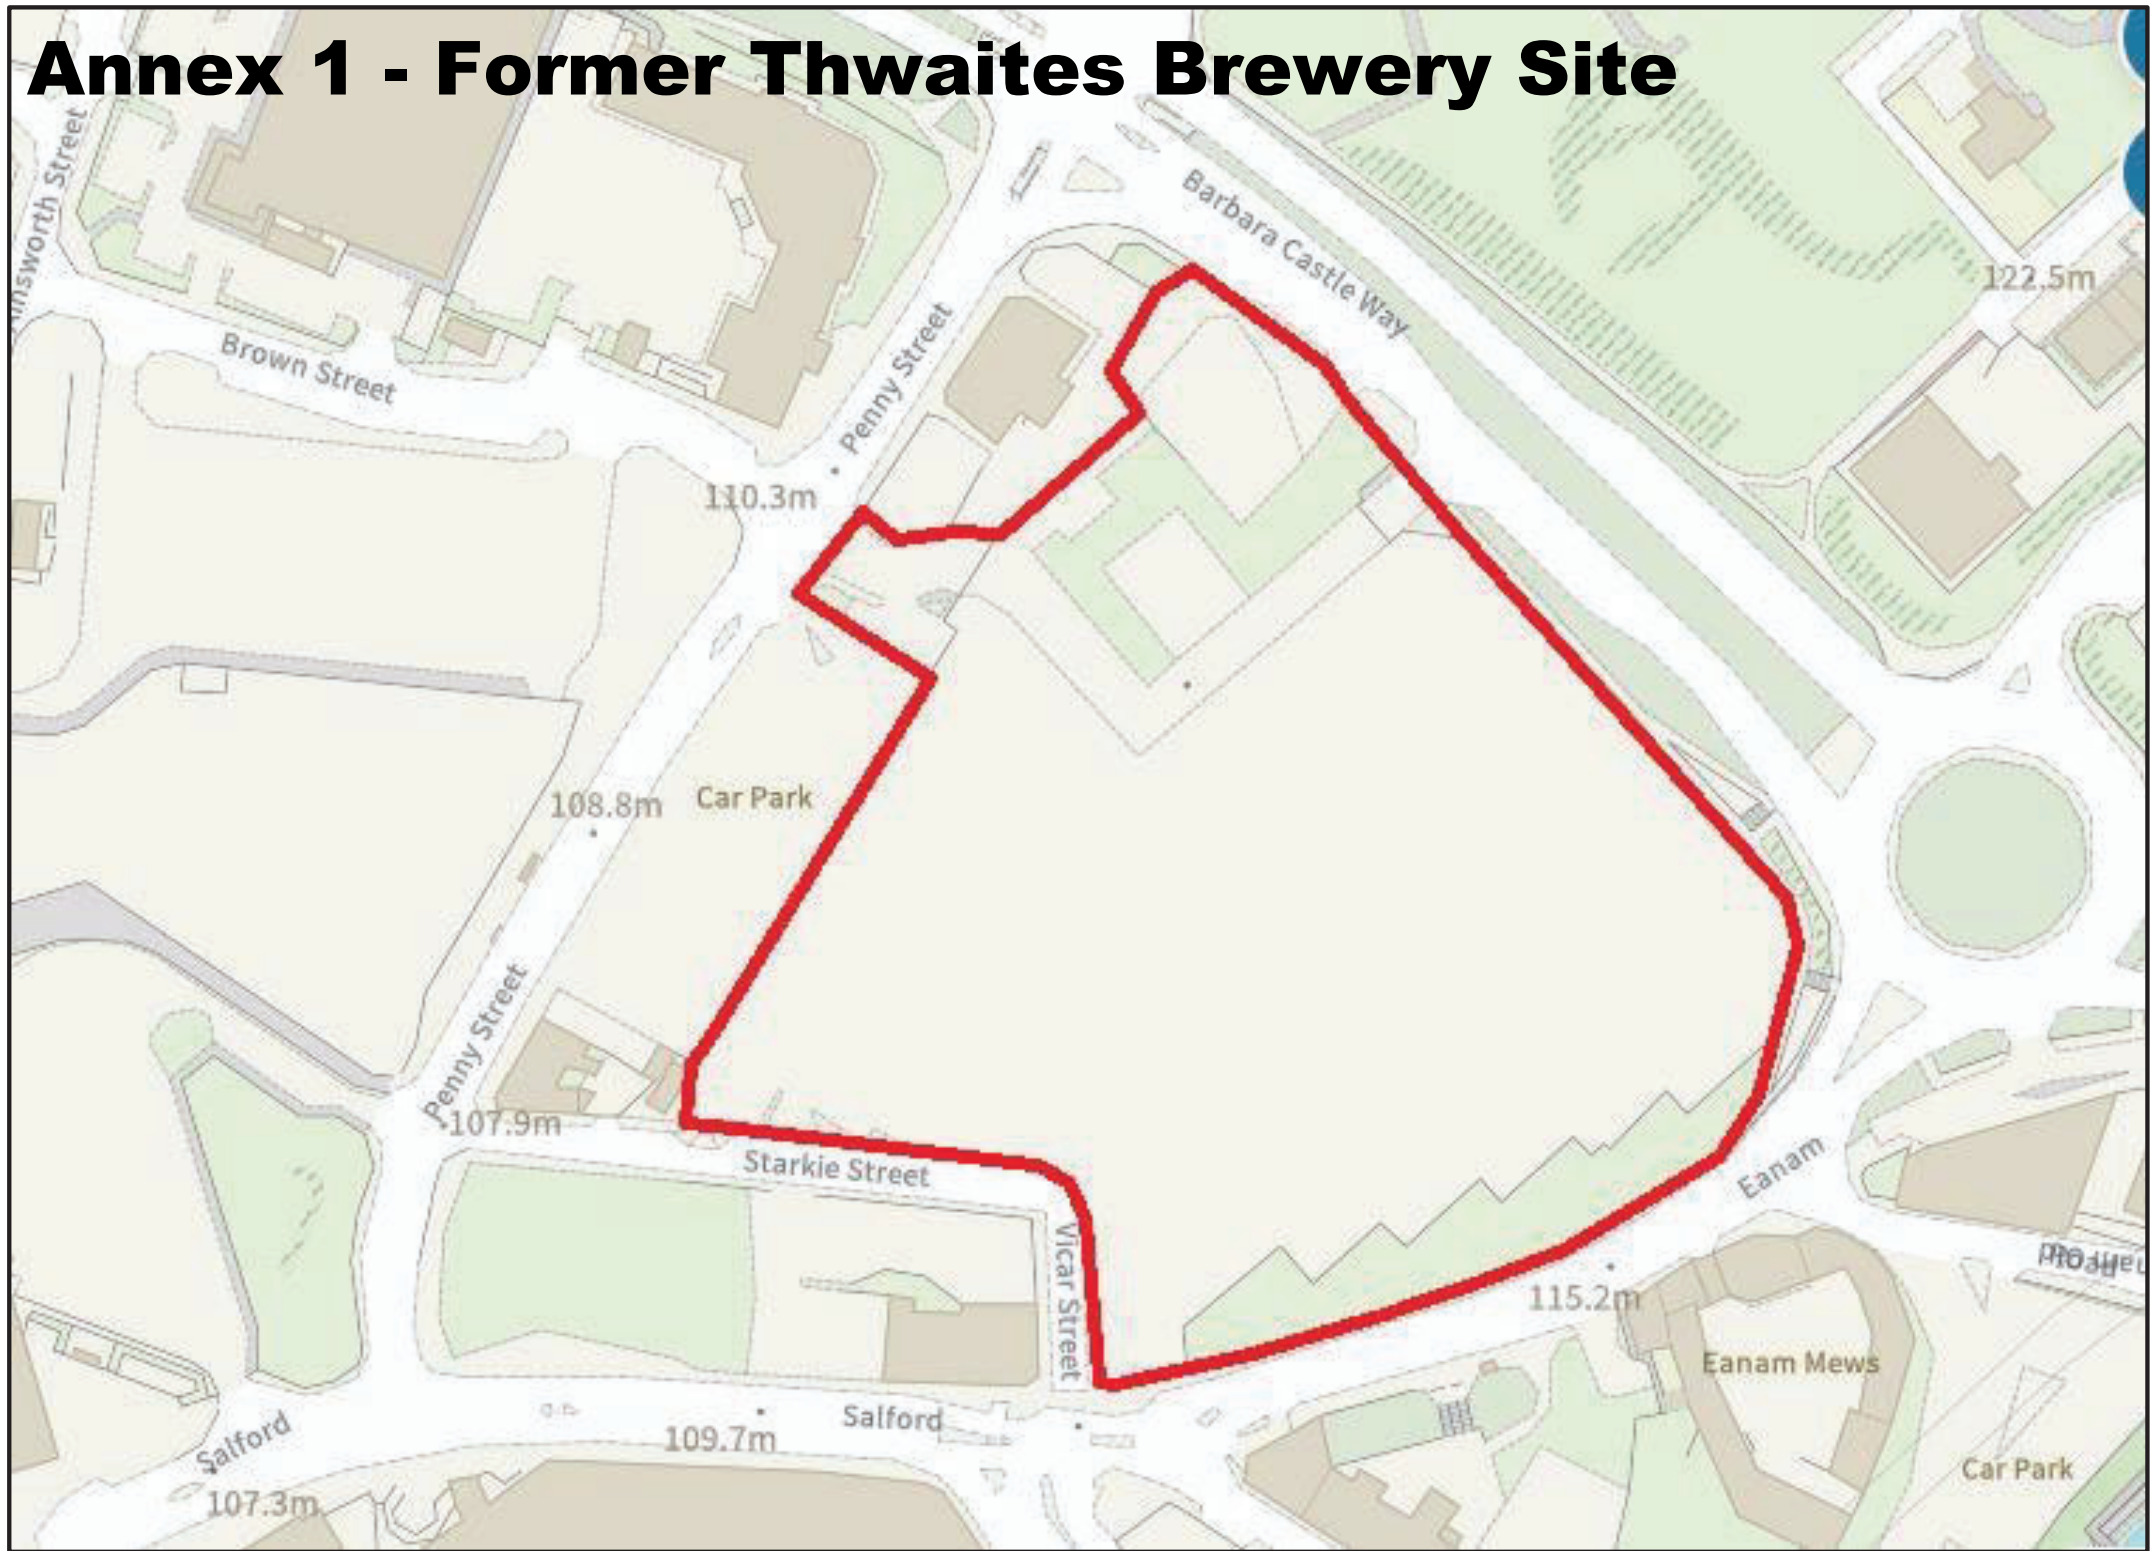 Annex 1 - Former Thwaites Brewery Site
insworth Street
Barbara Castle Way
122.5m
Brown Street
Penny Street
110.3m
108.8m
Car Park
Penny Street
107.9m
Starkie Street
Eanam
Vicar Street
115.2m
Eanam Mews
Salford
109.7m
Salford
107.3m
Car Park